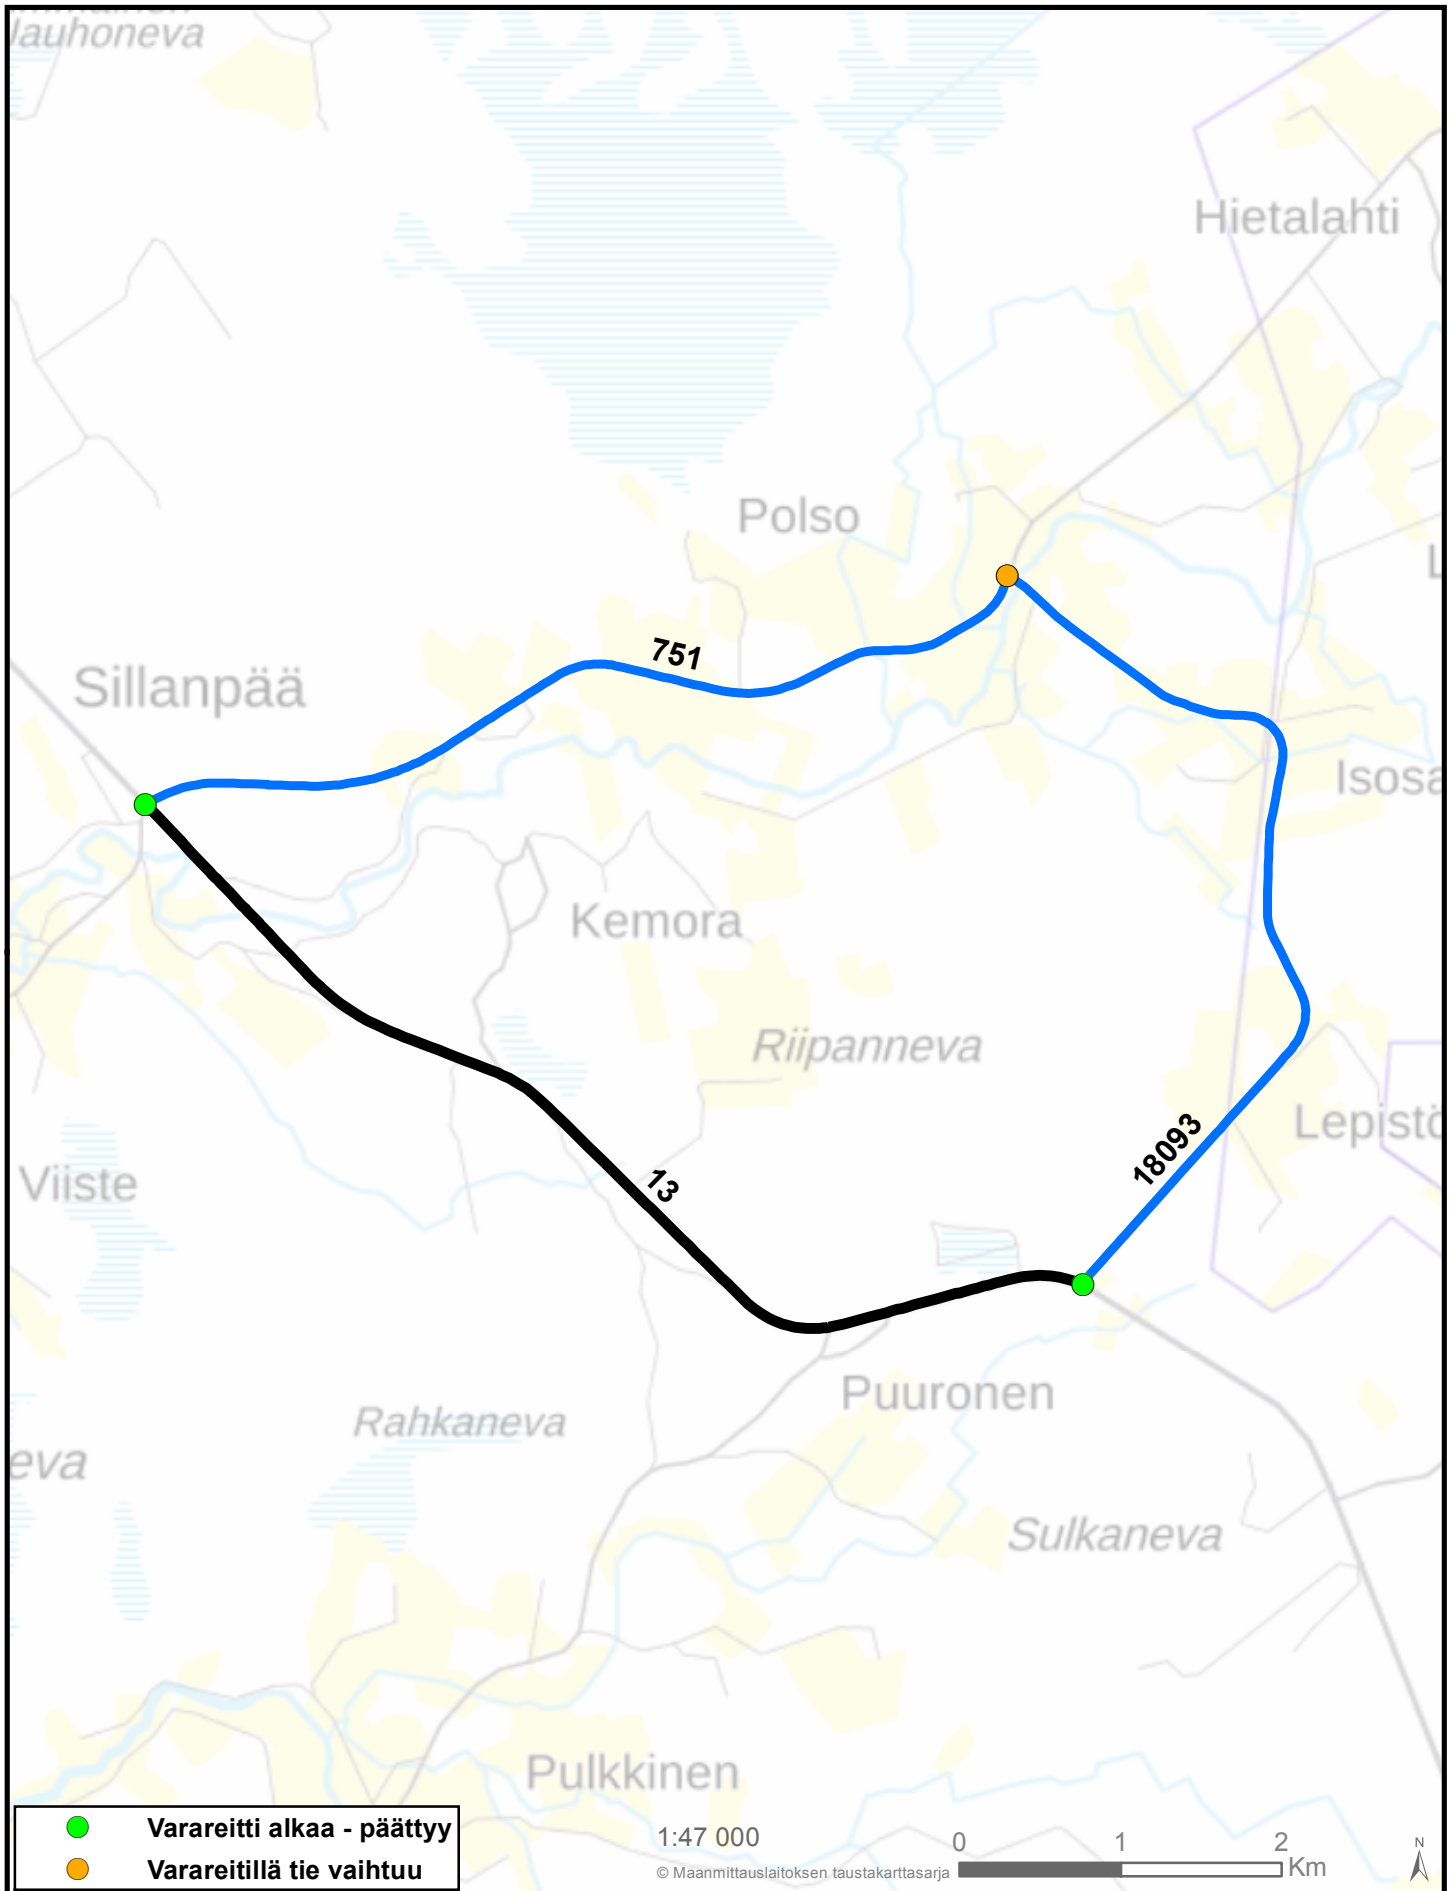 Jauhoneva
Hietalahti
Polso
751
Sillanpää
Isosa
Kemora
Riipanneva
18093
Lepistö
Viiste
13
Puuronen
Rahkaneva
eva
Sulkaneva
Pulkkinen
Varareitti alkaa - päättyy
Varareitillä tie vaihtuu
1:47 000
© Maanmittauslaitoksen taustakarttasarja
0 1 2
Km
N